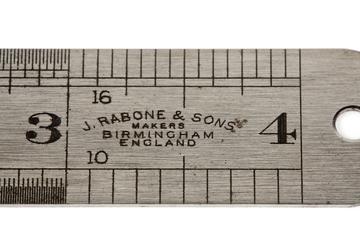 16
3 J. RABONE & SONS 4
MAKERS
BIRMINGHAM
ENGLAND
10